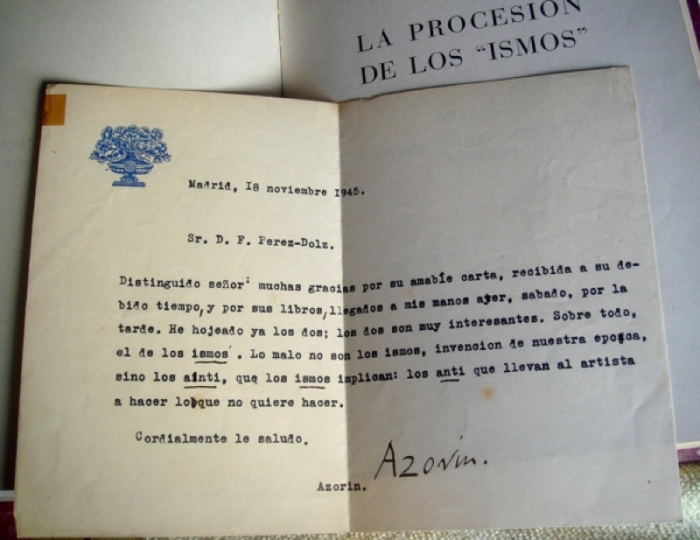 LA PROCESIÓN
DE LOS "ISMOS"
Madrid, 18 noviembre 1945.
Sr. D. F. Perez-Dolz.
Distinguido señor: muchas gracias por su amable carta, recibida a su de-
bido tiempo, y por sus libros, llegados a mis manos ayer, sabado, por la
tarde. He hojeado ya los dos; los dos son muy interesantes. Sobre todo,
el de los ismos. Lo malo no son los ismos, invencion de nuestra epoca,
sino los anti, que los ismos implican: los anti que llevan al artista
a hacer lo que no quiere hacer.
Cordialmente le saludo.
Azorín.
Azorin.